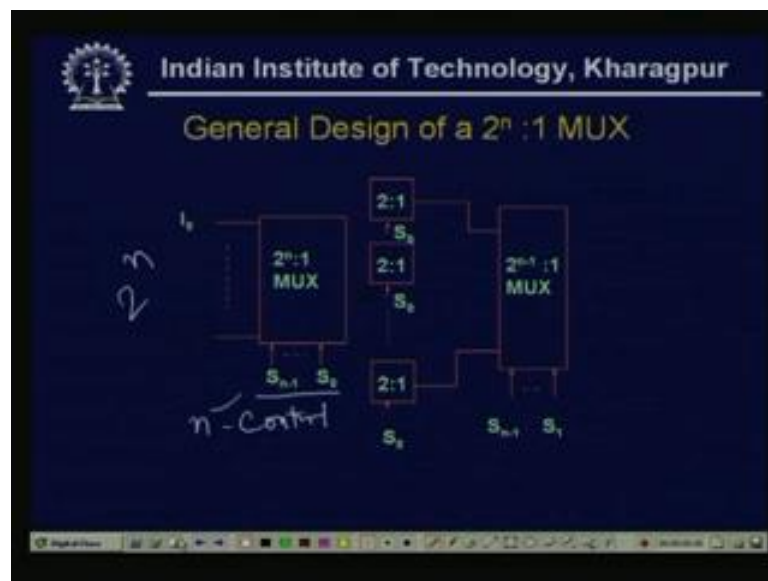 Indian Institute of Technology, Kharagpur
General Design of a 2ⁿ :1 MUX
I₀
2ⁿ
2ⁿ:1
MUX
Sₙ₋₁ S₀
n - Control
2:1
S₀
2:1
S₀
2:1
S₀
2ⁿ⁻¹ :1
MUX
Sₙ₋₁ ... S₁